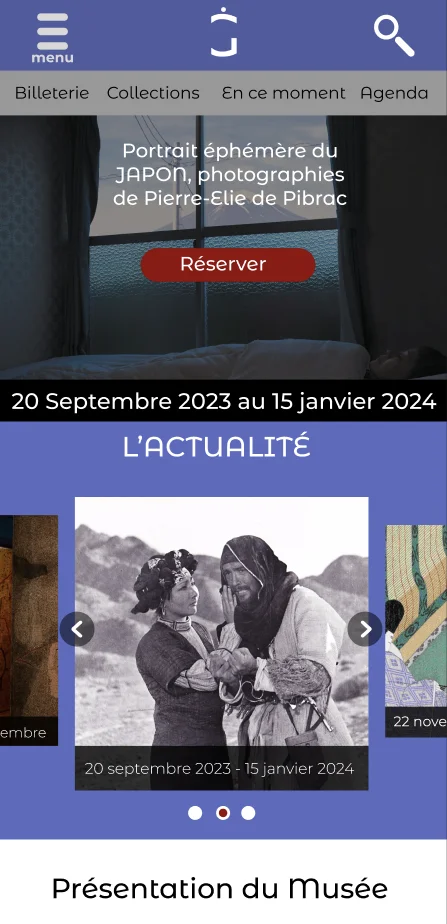 menu
Billeterie Collections En ce moment Agenda
Portrait éphémère du
JAPON, photographies
de Pierre-Elie de Pibrac
Réserver
20 Septembre 2023 au 15 janvier 2024
L'ACTUALITÉ
embre
20 septembre 2023 - 15 janvier 2024
22 nove
Présentation du Musée